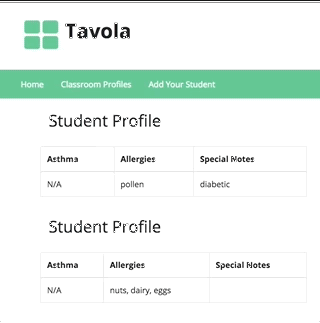 Tavola
Home Classroom Profiles Add Your Student
Student Profile
Asthma Allergies Special Notes
N/A pollen diabetic
Student Profile
Asthma Allergies Special Notes
N/A nuts, dairy, eggs